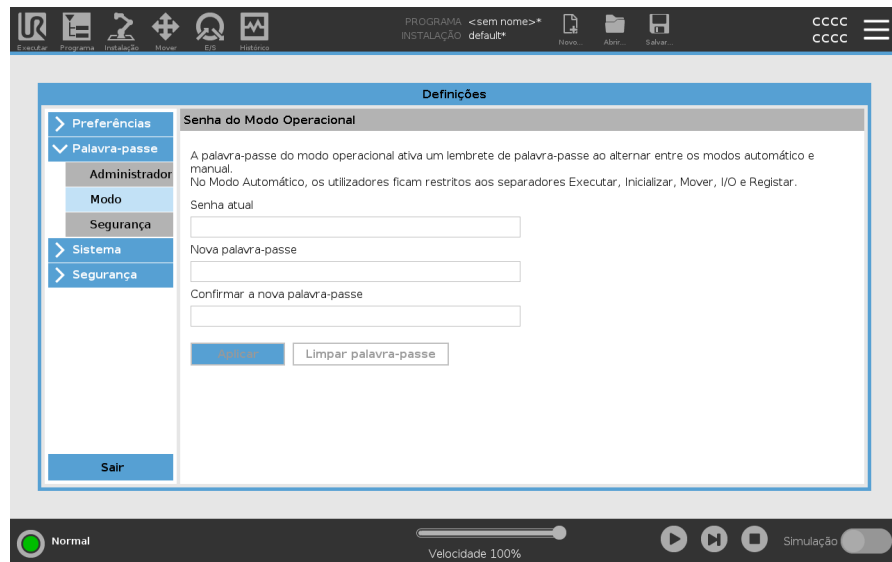 PROGRAMA <sem nome>*
INSTALAÇÃO default*
CCCC
CCCC
Executar Programa Instalação Mover E/S Histórico Novo... Abrir... Salvar...
Definições
Preferências
Palavra-passe
Administrador
Modo
Segurança
Sistema
Segurança
Sair
Senha do Modo Operacional
A palavra-passe do modo operacional ativa um lembrete de palavra-passe ao alternar entre os modos automático e
manual.
No Modo Automático, os utilizadores ficam restritos aos separadores Executar, Inicializar, Mover, I/O e Registar.
Senha atual
Nova palavra-passe
Confirmar a nova palavra-passe
Aplicar Limpar palavra-passe
Normal
Velocidade 100%
Simulação